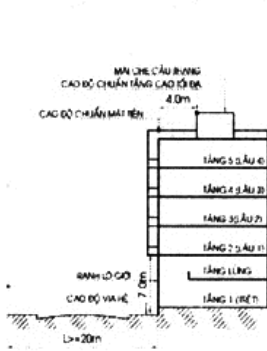 MÁI CHE CẦU THANG
CAO ĐỘ CHUẨN TẦNG CAO TỐI ĐA
4.0m
CAO ĐỘ CHUẨN MẶT TIỀN
TẦNG 5 (LẦU 4)
TẦNG 4 (LẦU 3)
TẦNG 3 (LẦU 2)
TẦNG 2 (LẦU 1)
RANH LỘ GIỚI
7.0m
TẦNG LỬNG
CAO ĐỘ VỈA HÈ
TẦNG 1 (TRỆT)
L>=20m